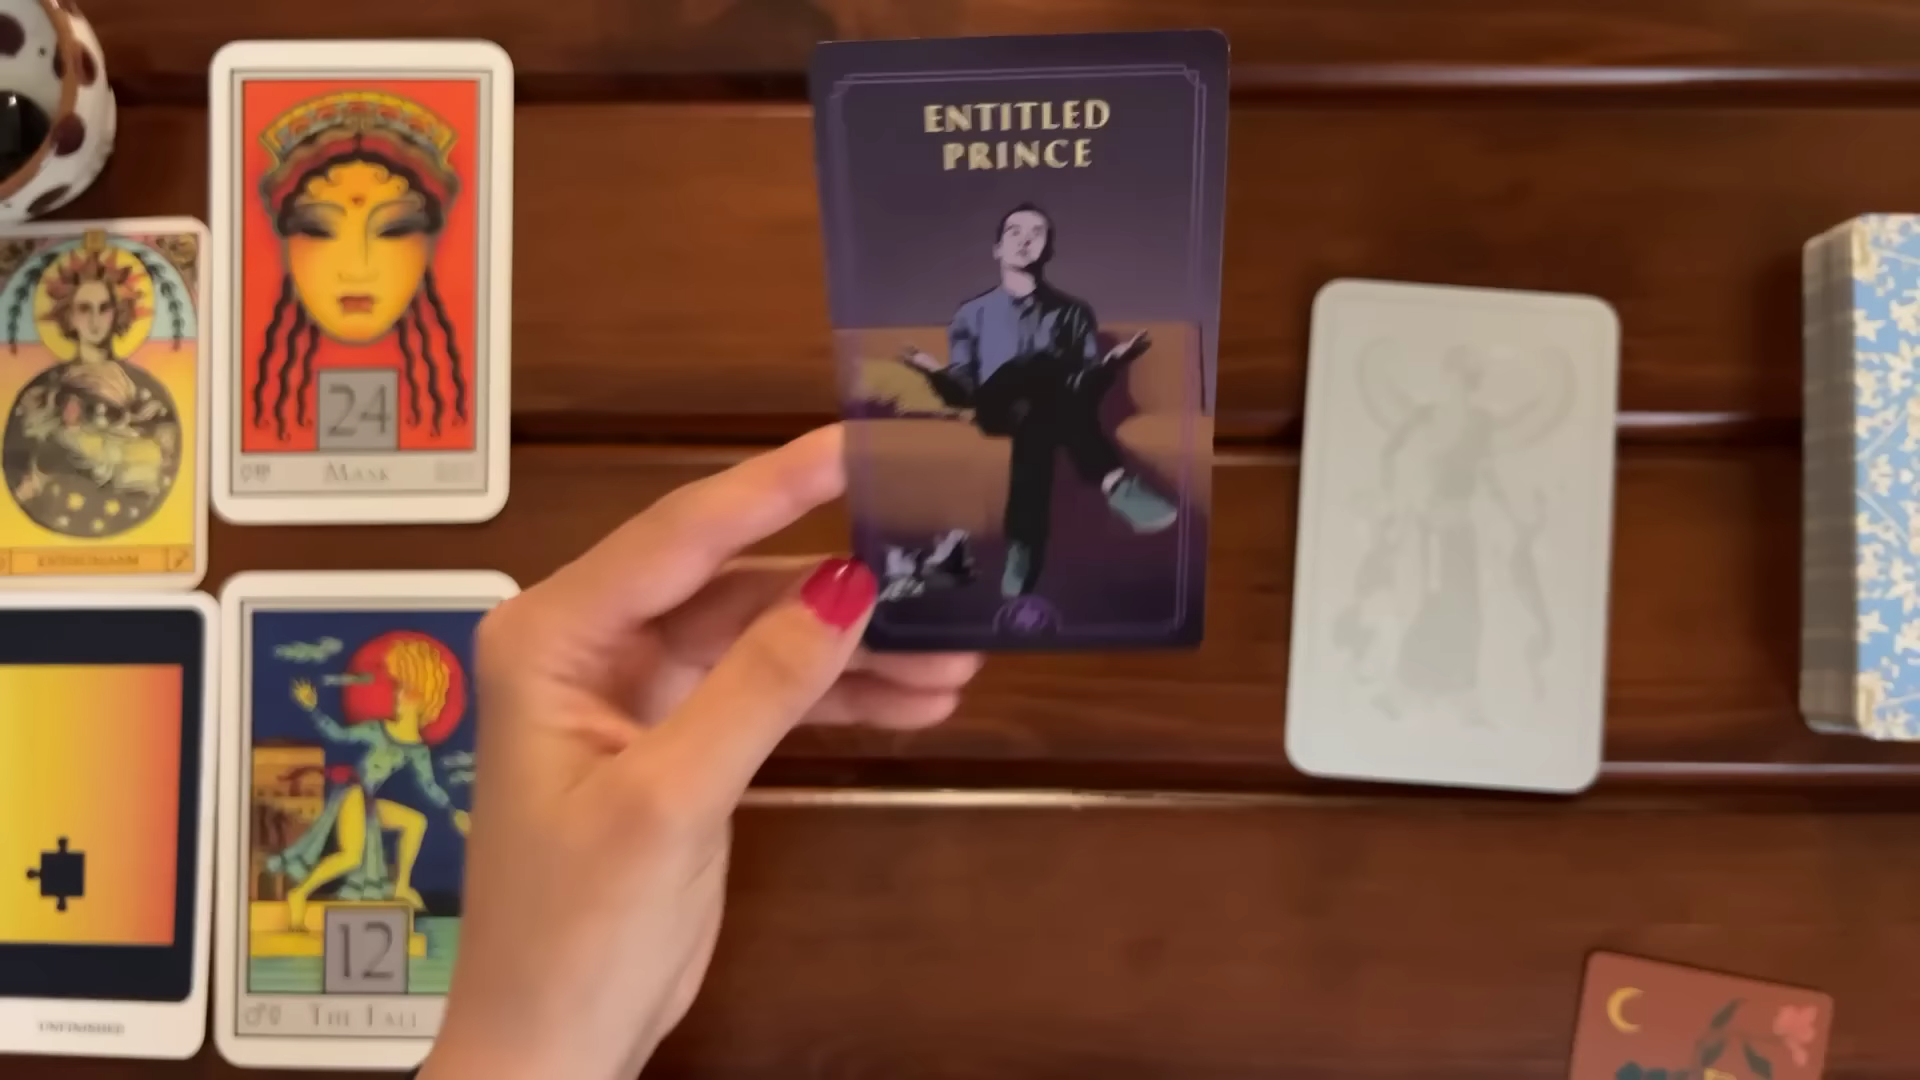 ENTITLED
PRINCE
24
MASK
12
THE FALL
UNFINISHED